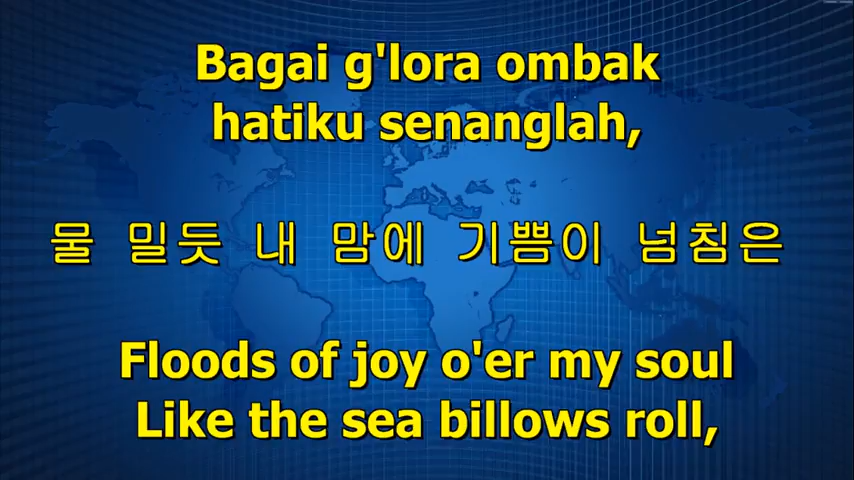 Bagai g'lora ombak
hatiku senanglah,
물 밀듯 내 맘에 기쁨이 넘침은
Floods of joy o'er my soul
Like the sea billows roll,